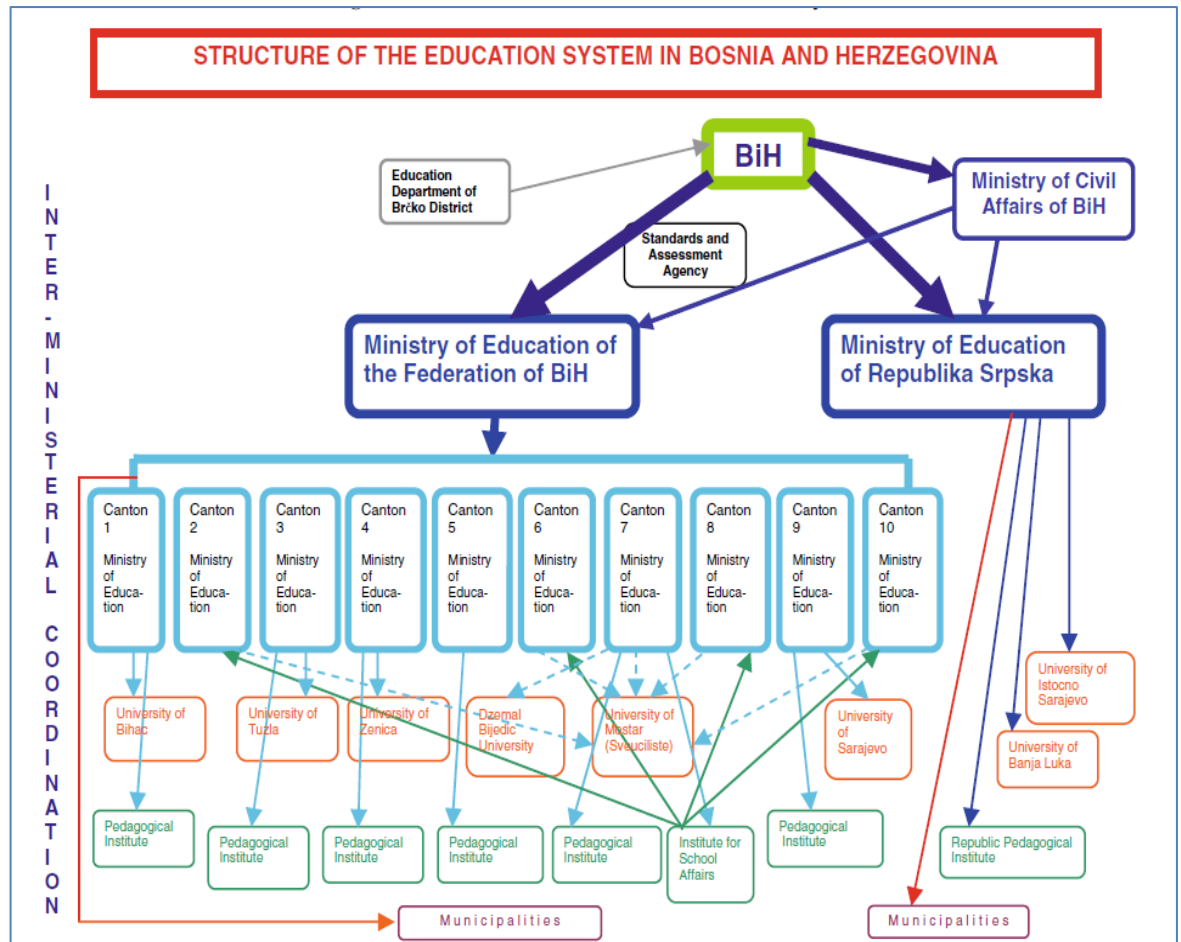 STRUCTURE OF THE EDUCATION SYSTEM IN BOSNIA AND HERZEGOVINA
BiH
Education
Department of
Brčko District
Ministry of Civil
Affairs of BiH
Standards and
Assessment
Agency
Ministry of Education of
the Federation of BiH
Ministry of Education
of Republika Srpska
INTER-MINISTERIAL COORDINATION
Canton
1
Ministry
of
Educa-
tion
Canton
2
Ministry
of
Educa-
tion
Canton
3
Ministry
of
Educa-
tion
Canton
4
Ministry
of
Educa-
tion
Canton
5
Ministry
of
Educa-
tion
Canton
6
Ministry
of
Educa-
tion
Canton
7
Ministry
of
Educa-
tion
Canton
8
Ministry
of
Educa-
tion
Canton
9
Ministry
of
Educa-
tion
Canton
10
Ministry
of
Educa-
tion
University of
Bihac
University of
Tuzla
University of
Zenica
Dzemal
Bijedic
University
University of
Mostar
(Sveuciliste)
University
of
Sarajevo
University of
Istocno
Sarajevo
University of
Banja Luka
Pedagogical
Institute
Pedagogical
Institute
Pedagogical
Institute
Pedagogical
Institute
Pedagogical
Institute
Institute for
School
Affairs
Pedagogical
Institute
Republic Pedagogical
Institute
Municipalities
Municipalities